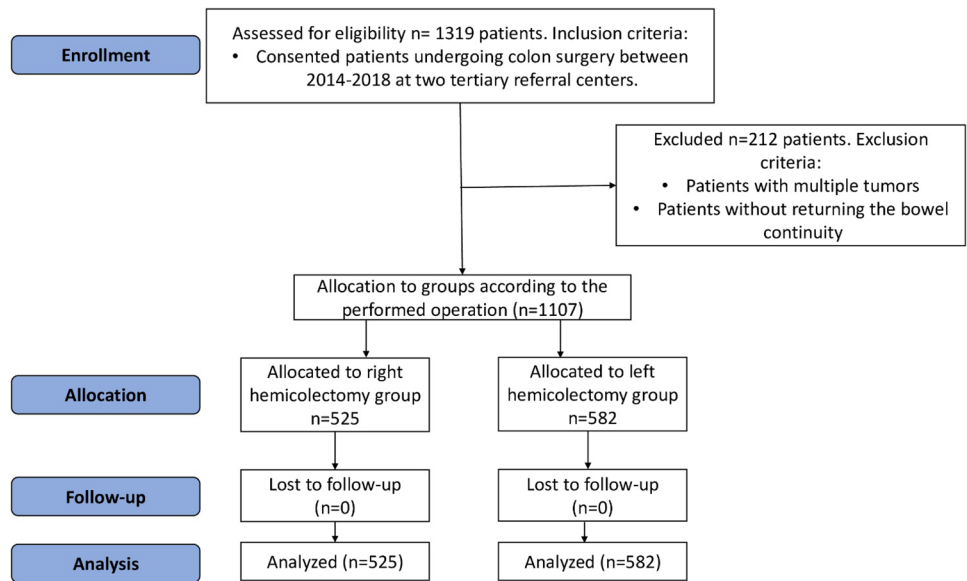 Enrollment
Assessed for eligibility n= 1319 patients. Inclusion criteria:
• Consented patients undergoing colon surgery between
2014-2018 at two tertiary referral centers.
Excluded n=212 patients. Exclusion
criteria:
• Patients with multiple tumors
• Patients without returning the bowel
continuity
Allocation to groups according to the
performed operation (n=1107)
Allocation
Allocated to right
hemicolectomy group
n=525
Allocated to left
hemicolectomy group
n=582
Follow-up
Lost to follow-up
(n=0)
Lost to follow-up
(n=0)
Analysis
Analyzed (n=525)
Analyzed (n=582)